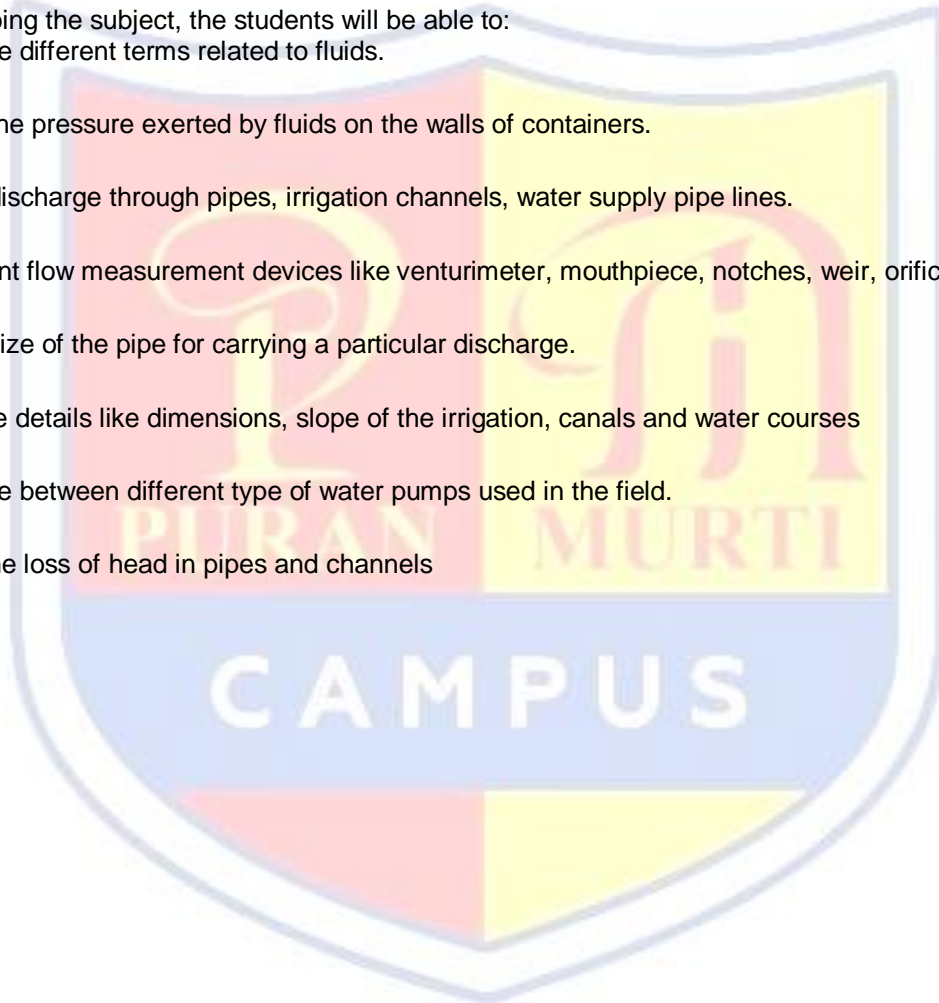 ing the subject, the students will be able to:
e different terms related to fluids.
he pressure exerted by fluids on the walls of containers.
discharge through pipes, irrigation channels, water supply pipe lines.
nt flow measurement devices like venturimeter, mouthpiece, notches, weir, orific
ize of the pipe for carrying a particular discharge.
e details like dimensions, slope of the irrigation, canals and water courses
e between different type of water pumps used in the field.
PURAN MURTI
he loss of head in pipes and channels
CAMPUS